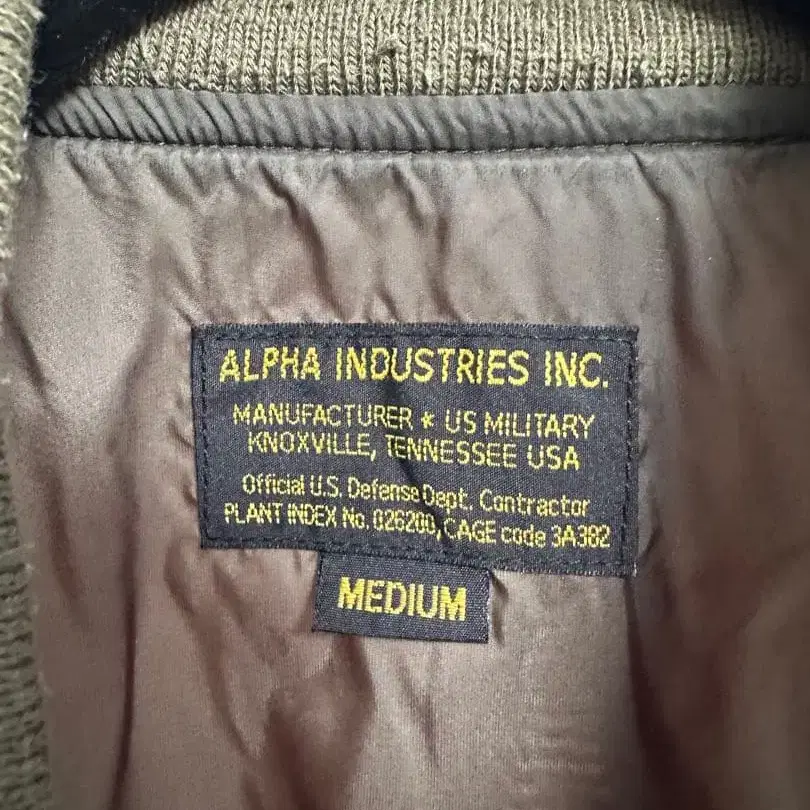 ALPHA INDUSTRIES INC.
MANUFACTURER * US MILITARY
KNOXVILLE, TENNESSEE USA
Official U.S. Defense Dept. Contractor
PLANT INDEX No. 026200, CAGE code 3A382
MEDIUM